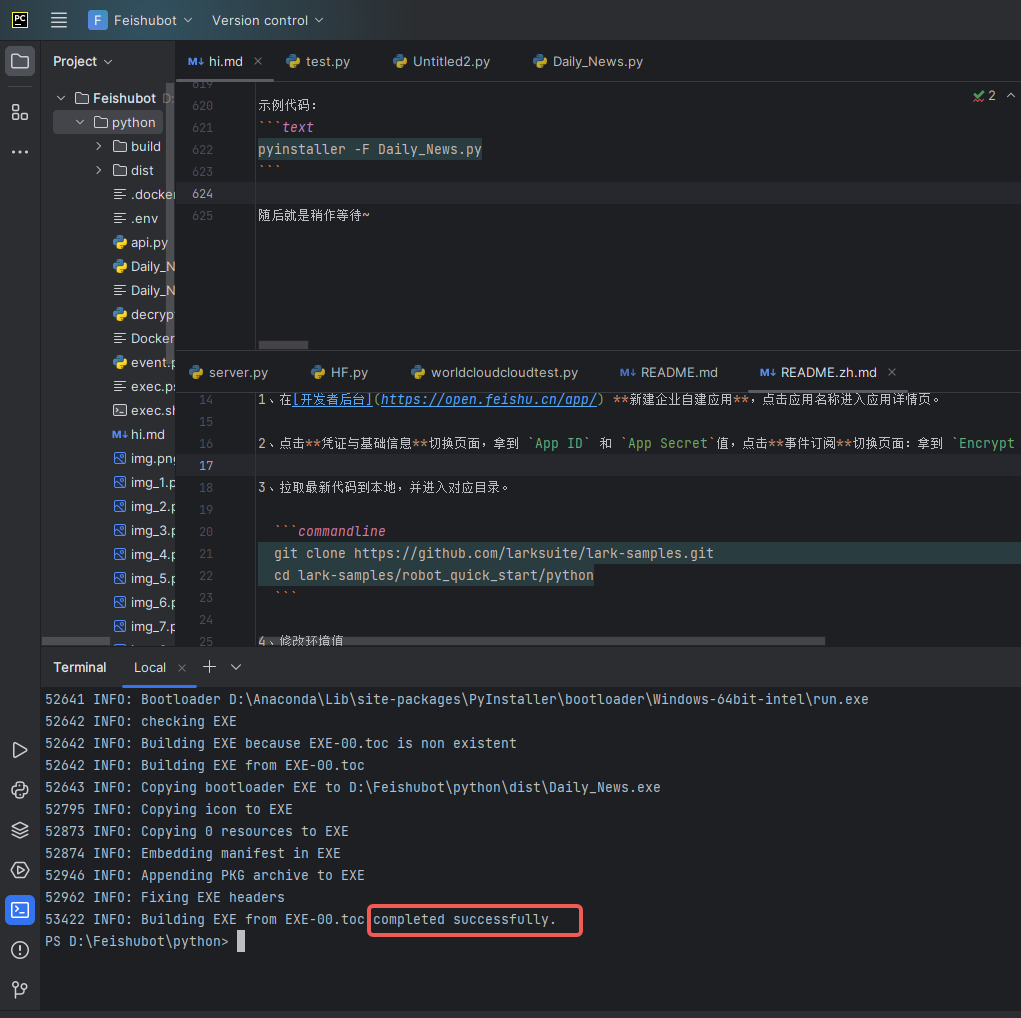 PC
F Feishubot Version control
Project
Feishubot D:
python
build
dist
.docke
.env
api.py
Daily_N
Daily_N
decryp
Docker
event.p
exec.ps
exec.sh
M↓ hi.md
img.png
img_1.p
img_2.p
img_3.p
img_4.p
img_5.p
img_6.p
img_7.p
M↓ hi.md × test.py Untitled2.py Daily_News.py
619
620 示例代码：
2
621 ```text
622 pyinstaller -F Daily_News.py
623 ```
624
625 随后就是稍作等待~
server.py HF.py worldcloudcloudtest.py M↓ README.md M↓ README.zh.md ×
14 1、在[开发者后台](https://open.feishu.cn/app/) **新建企业自建应用**，点击应用名称进入应用详情页。
15
16 2、点击**凭证与基础信息**切换页面，拿到 `App ID` 和 `App Secret`值，点击**事件订阅**切换页面：拿到 `Encrypt
17
18 3、拉取最新代码到本地，并进入对应目录。
19
20 ```commandline
21 git clone https://github.com/larksuite/lark-samples.git
22 cd lark-samples/robot_quick_start/python
23 ```
24
25 4、修改环境值
Terminal Local × +
52641 INFO: Bootloader D:\Anaconda\Lib\site-packages\PyInstaller\bootloader\Windows-64bit-intel\run.exe
52642 INFO: checking EXE
52642 INFO: Building EXE because EXE-00.toc is non existent
52642 INFO: Building EXE from EXE-00.toc
52643 INFO: Copying bootloader EXE to D:\Feishubot\python\dist\Daily_News.exe
52795 INFO: Copying icon to EXE
52873 INFO: Copying 0 resources to EXE
52874 INFO: Embedding manifest in EXE
52946 INFO: Appending PKG archive to EXE
52962 INFO: Fixing EXE headers
53422 INFO: Building EXE from EXE-00.toc completed successfully.
PS D:\Feishubot\python>